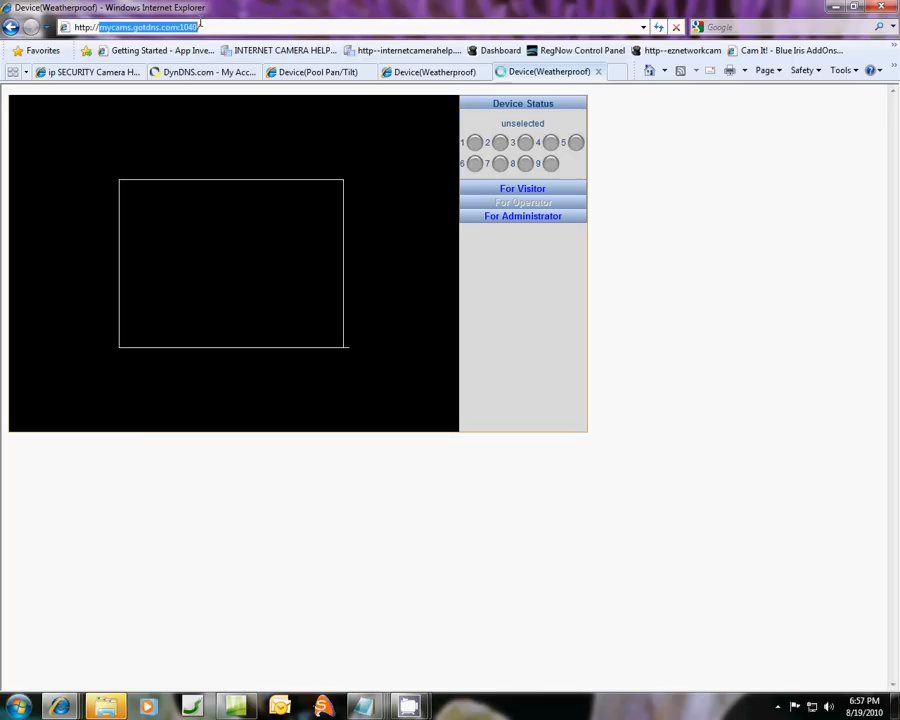 Device(Weatherproof) - Windows Internet Explorer
http://mycams.gotdns.com:1049
Google
Favorites
Getting Started - App Inve...
INTERNET CAMERA HELP...
http--internetcamerahelp....
Dashboard
RegNow Control Panel
http--eznetworkcam
Cam It! - Blue Iris AddOns...
ip SECURITY Camera H...
DynDNS.com - My Acc...
Device(Pool Pan/Tilt)
Device(Weatherproof)
Device(Weatherproof)
Page
Safety
Tools
Device Status
unselected
1 2 3 4 5
6 7 8 9
For Visitor
For Operator
For Administrator
6:57 PM
8/19/2010